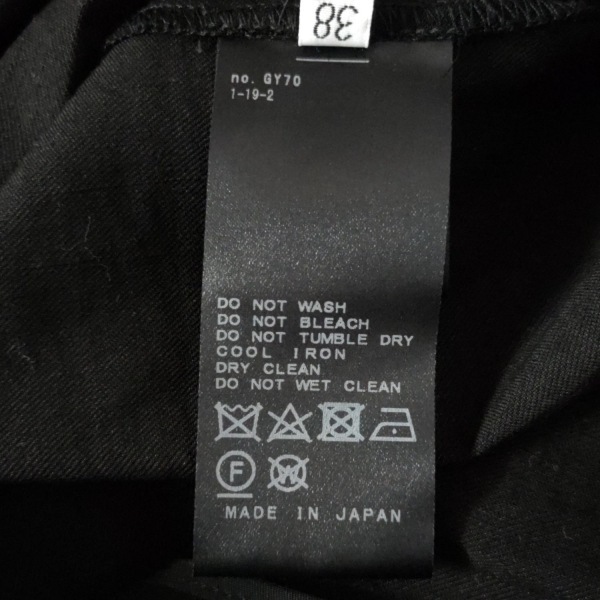 38
no. GY70
1-19-2
DO NOT WASH
DO NOT BLEACH
DO NOT TUMBLE DRY
COOL IRON
DRY CLEAN
DO NOT WET CLEAN
F W
MADE IN JAPAN